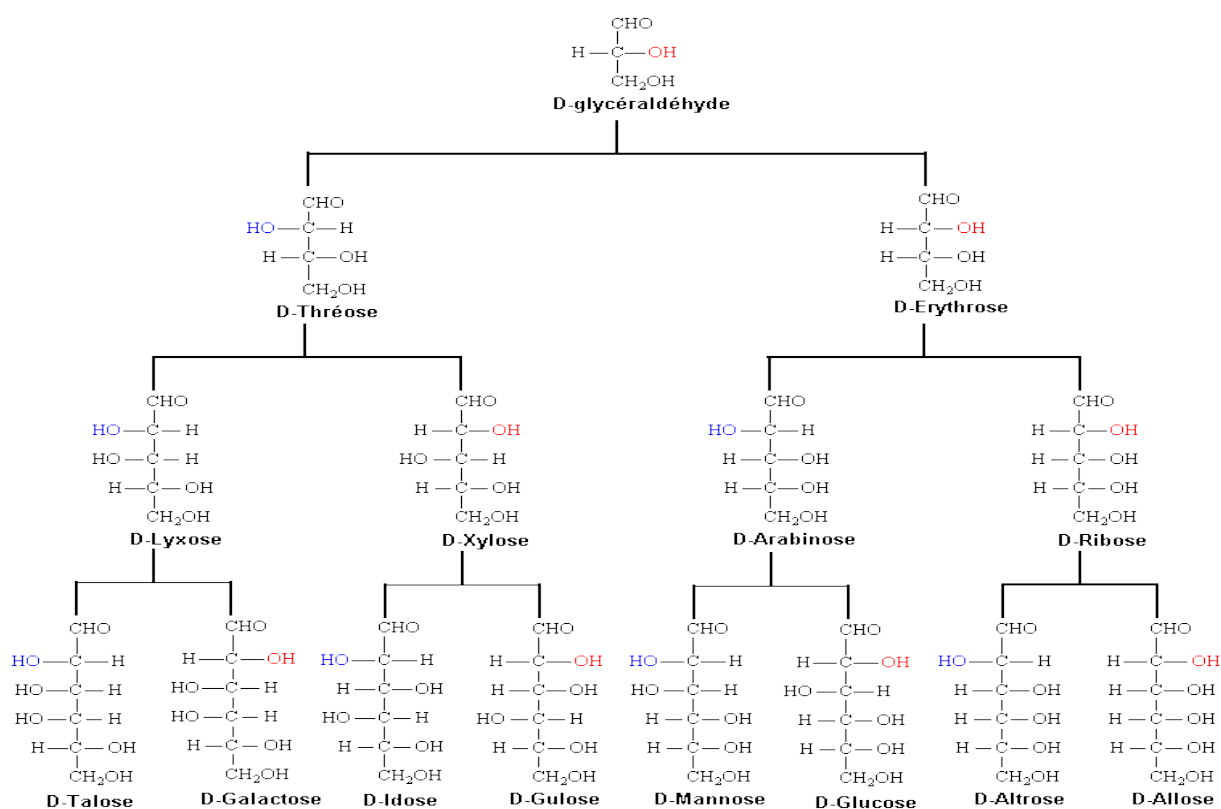 CHO
H—C—OH
CH₂OH
D-glycéraldéhyde
CHO
HO—C—H
H—C—OH
CH₂OH
D-Thréose
CHO
H—C—OH
H—C—OH
CH₂OH
D-Erythrose
CHO
HO—C—H
HO—C—H
H—C—OH
CH₂OH
D-Lyxose
CHO
H—C—OH
HO—C—H
H—C—OH
CH₂OH
D-Xylose
CHO
HO—C—H
H—C—OH
H—C—OH
CH₂OH
D-Arabinose
CHO
H—C—OH
H—C—OH
H—C—OH
CH₂OH
D-Ribose
CHO
HO—C—H
HO—C—H
HO—C—H
H—C—OH
CH₂OH
D-Talose
CHO
H—C—OH
HO—C—H
HO—C—H
H—C—OH
CH₂OH
D-Galactose
CHO
HO—C—H
H—C—OH
HO—C—H
H—C—OH
CH₂OH
D-Idose
CHO
H—C—OH
H—C—OH
HO—C—H
H—C—OH
CH₂OH
D-Gulose
CHO
HO—C—H
HO—C—H
H—C—OH
H—C—OH
CH₂OH
D-Mannose
CHO
H—C—OH
HO—C—H
H—C—OH
H—C—OH
CH₂OH
D-Glucose
CHO
HO—C—H
H—C—OH
H—C—OH
H—C—OH
CH₂OH
D-Altrose
CHO
H—C—OH
H—C—OH
H—C—OH
H—C—OH
CH₂OH
D-Allose